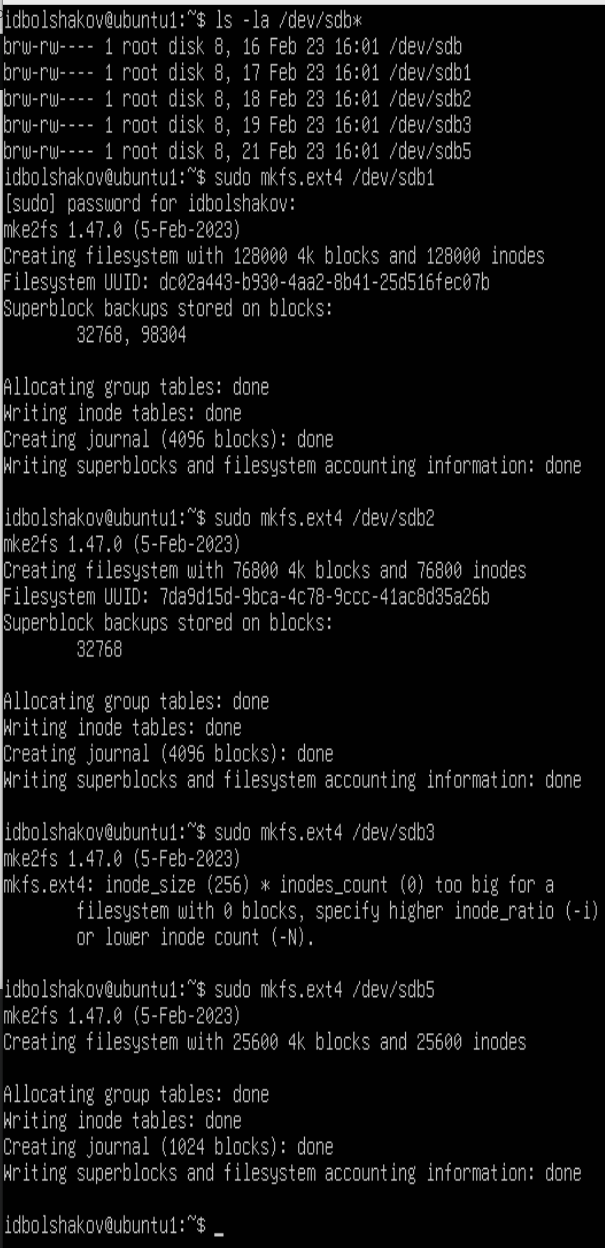 idbolshakov@ubuntu1:~$ ls -la /dev/sdb*
brw-rw---- 1 root disk 8, 16 Feb 23 16:01 /dev/sdb
brw-rw---- 1 root disk 8, 17 Feb 23 16:01 /dev/sdb1
brw-rw---- 1 root disk 8, 18 Feb 23 16:01 /dev/sdb2
brw-rw---- 1 root disk 8, 19 Feb 23 16:01 /dev/sdb3
brw-rw---- 1 root disk 8, 21 Feb 23 16:01 /dev/sdb5
idbolshakov@ubuntu1:~$ sudo mkfs.ext4 /dev/sdb1
[sudo] password for idbolshakov:
mke2fs 1.47.0 (5-Feb-2023)
Creating filesystem with 128000 4k blocks and 128000 inodes
Filesystem UUID: dc02a443-b930-4aa2-8b41-25d516fec07b
Superblock backups stored on blocks:
        32768, 98304

Allocating group tables: done
Writing inode tables: done
Creating journal (4096 blocks): done
Writing superblocks and filesystem accounting information: done

idbolshakov@ubuntu1:~$ sudo mkfs.ext4 /dev/sdb2
mke2fs 1.47.0 (5-Feb-2023)
Creating filesystem with 76800 4k blocks and 76800 inodes
Filesystem UUID: 7da9d15d-9bca-4c78-9ccc-41ac8d35a26b
Superblock backups stored on blocks:
        32768

Allocating group tables: done
Writing inode tables: done
Creating journal (4096 blocks): done
Writing superblocks and filesystem accounting information: done

idbolshakov@ubuntu1:~$ sudo mkfs.ext4 /dev/sdb3
mke2fs 1.47.0 (5-Feb-2023)
mkfs.ext4: inode_size (256) * inodes_count (0) too big for a
        filesystem with 0 blocks, specify higher inode_ratio (-i)
        or lower inode count (-N).

idbolshakov@ubuntu1:~$ sudo mkfs.ext4 /dev/sdb5
mke2fs 1.47.0 (5-Feb-2023)
Creating filesystem with 25600 4k blocks and 25600 inodes

Allocating group tables: done
Writing inode tables: done
Creating journal (1024 blocks): done
Writing superblocks and filesystem accounting information: done

idbolshakov@ubuntu1:~$ _